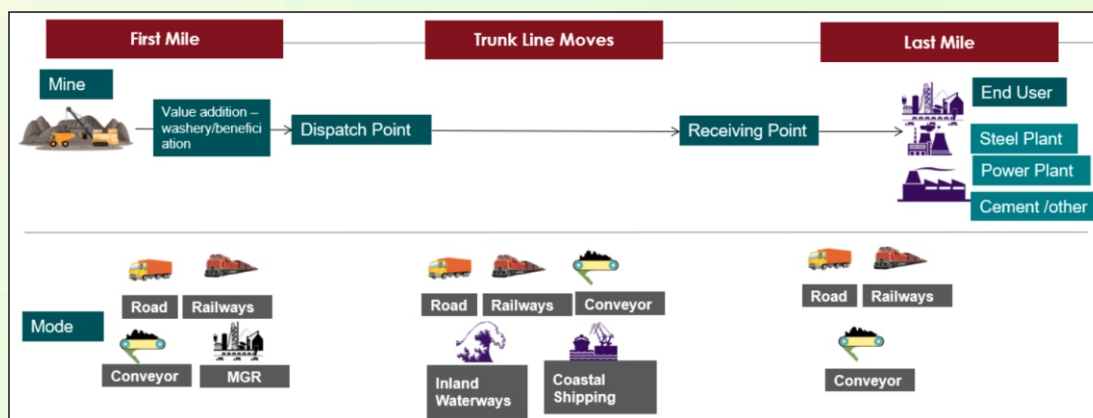 First Mile
Trunk Line Moves
Last Mile
Mine
Value addition –
washery/benefici
ation
Dispatch Point
Receiving Point
End User
Steel Plant
Power Plant
Cement /other
Mode
Road
Railways
Conveyor
MGR
Road
Railways
Conveyor
Inland
Waterways
Coastal
Shipping
Road
Railways
Conveyor